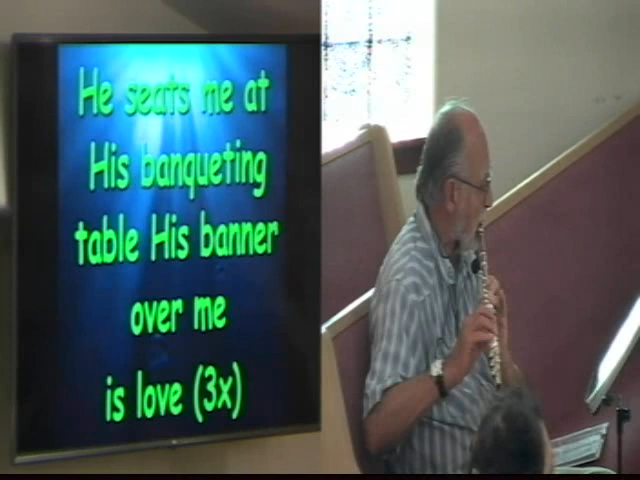 He seats me at
His banqueting
table His banner
over me
is love (3x)